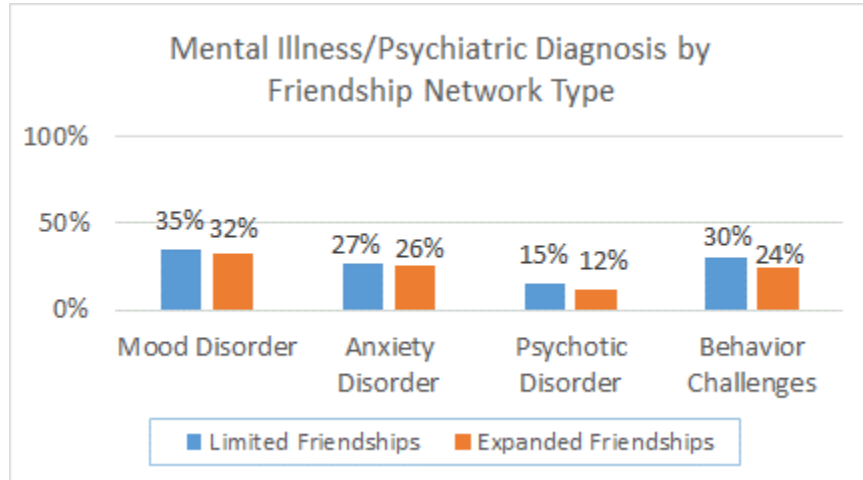 Mental Illness/Psychiatric Diagnosis by
Friendship Network Type
100%
50%
0%
35% 32% 27% 26% 15% 12% 30% 24%
Mood Disorder
Anxiety
Disorder
Psychotic
Disorder
Behavior
Challenges
Limited Friendships Expanded Friendships